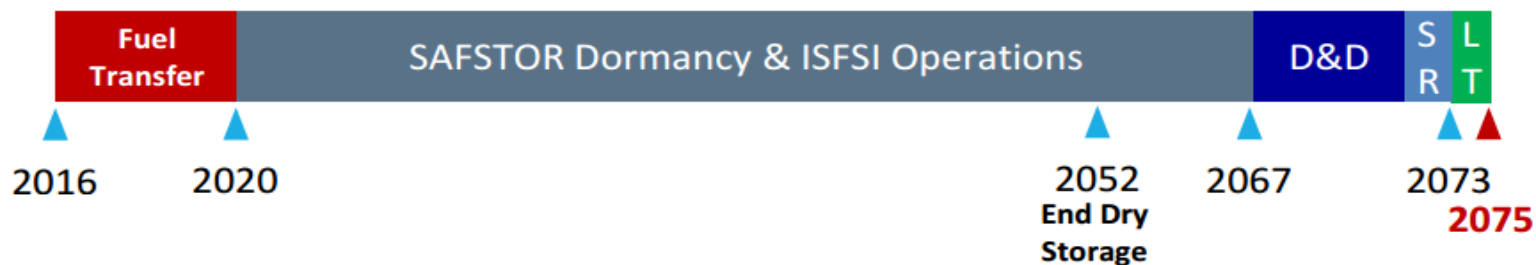 Fuel
Transfer
SAFSTOR Dormancy & ISFSI Operations
D&D
S
R
L
T
2016
2020
2052
End Dry
Storage
2067
2073
2075